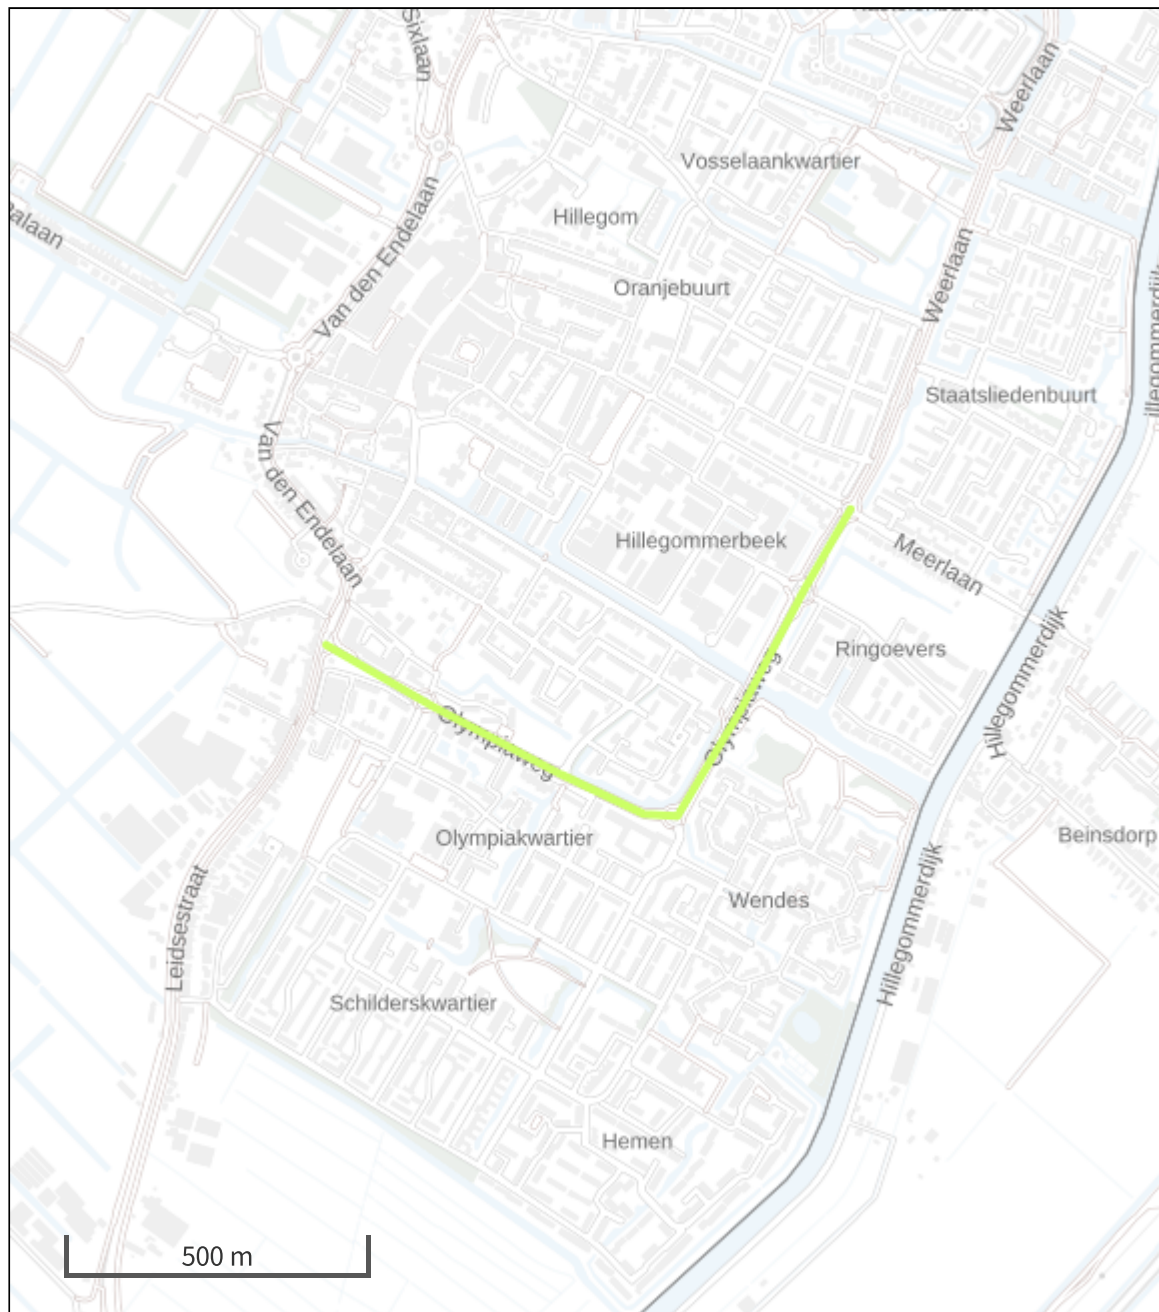 Sixlaan
Weerlaan
Vosselaankwartier
Hillegom
Van den Endelaan
Oranjebuurt
Weerlaan
Staatsliedenbuurt
Van den Endelaan
Hillegommerbeek
Meerlaan
Ringoevers
Hillegommerdijk
Olympiaweg
Olympiaweg
Olympiakwartier
Beinsdorp
Wendes
Leidsestraat
Hillegommerdijk
Schilderskwartier
Hemen
500 m